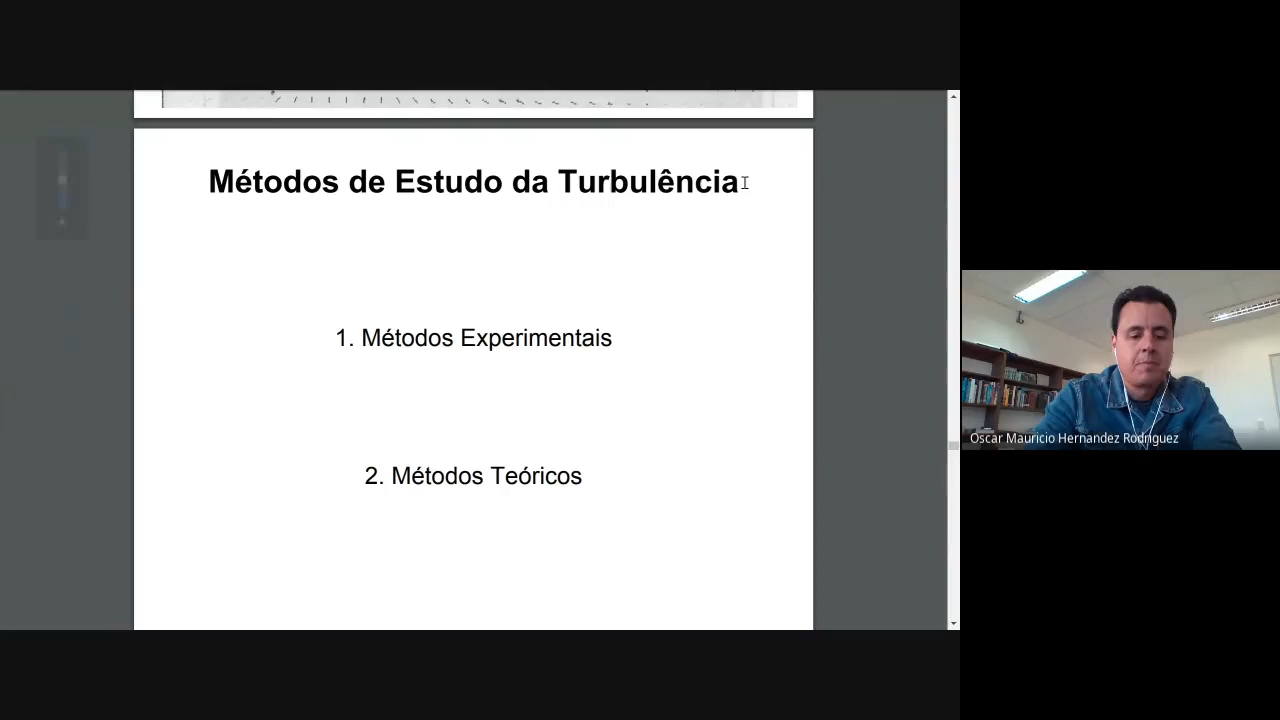 Métodos de Estudo da Turbulência
1. Métodos Experimentais
2. Métodos Teóricos
Oscar Mauricio Hernandez Rodriguez